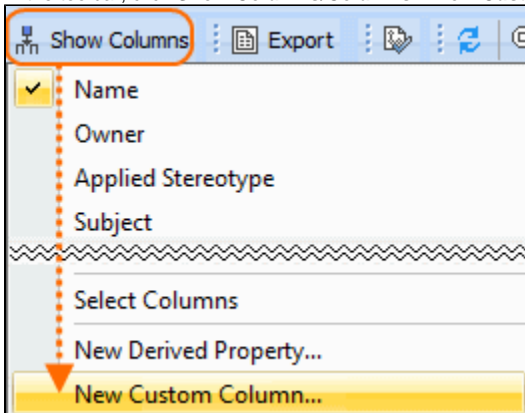 Show Columns Export
Name
Owner
Applied Stereotype
Subject
Select Columns
New Derived Property...
New Custom Column...